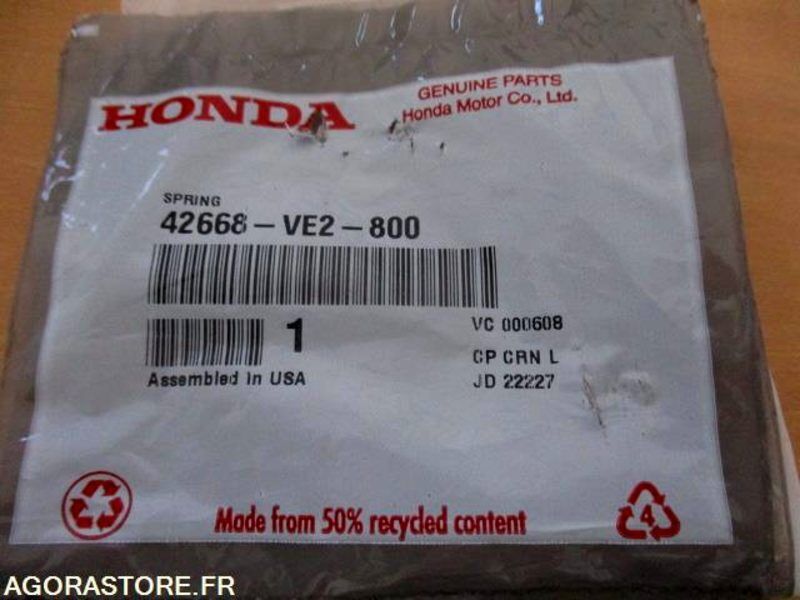 HONDA
GENUINE PARTS
Honda Motor Co., Ltd.
SPRING
42668-VE2-800
1
VC 000608
CP CRN L
Assembled in USA
JD 22227
Made from 50% recycled content
4
AGORASTORE.FR